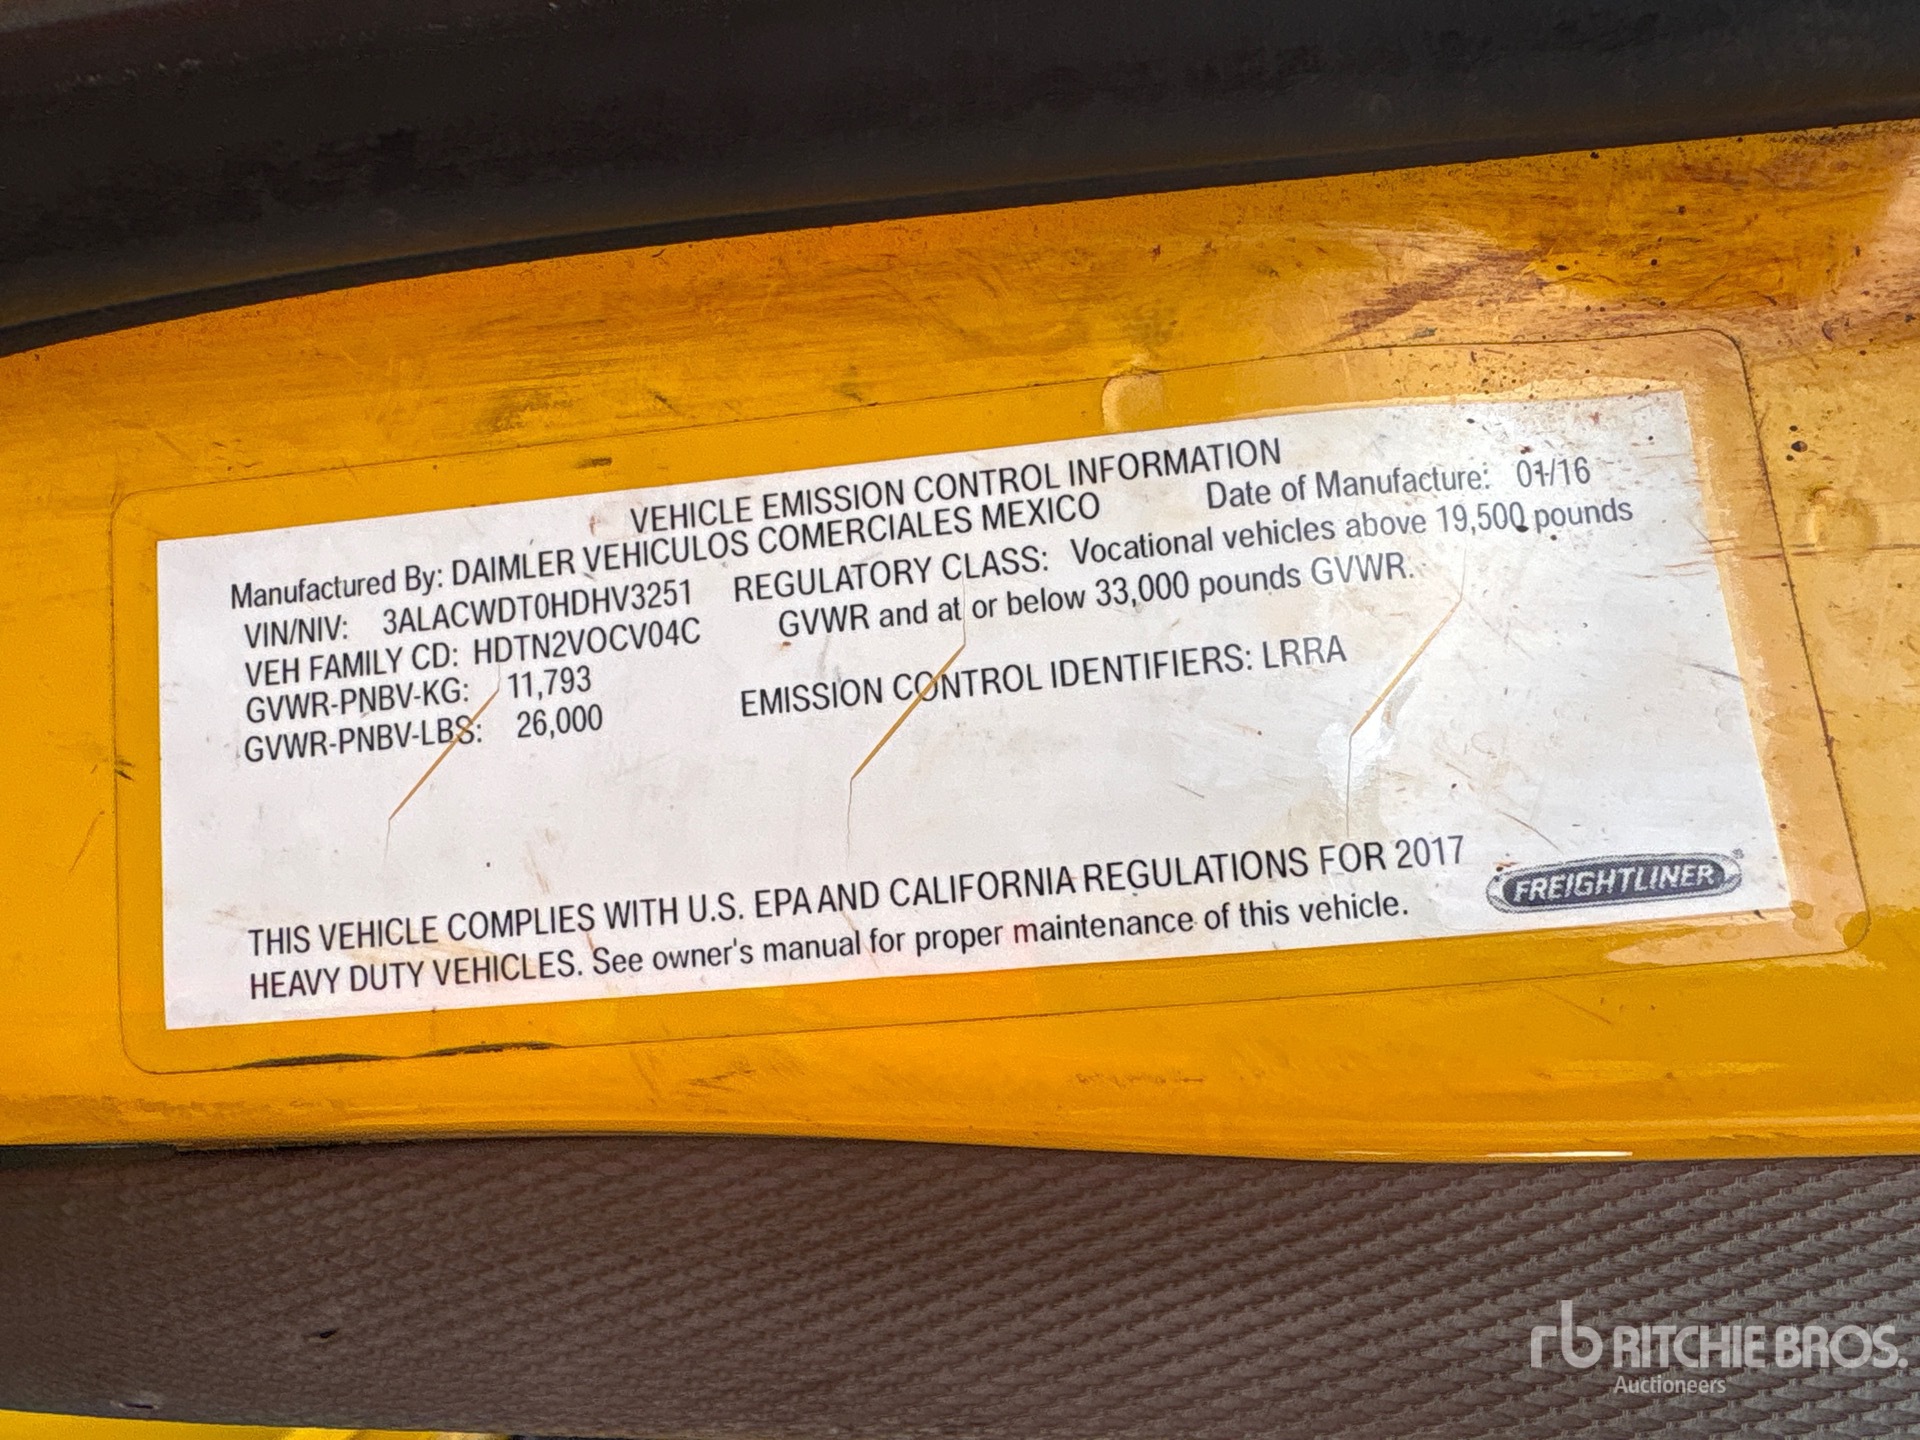 VEHICLE EMISSION CONTROL INFORMATION
Manufactured By: DAIMLER VEHICULOS COMERCIALES MEXICO Date of Manufacture: 01/16
VIN/NIV: 3ALACWDT0HDHV3251 REGULATORY CLASS: Vocational vehicles above 19,500 pounds
VEH FAMILY CD: HDTN2VOCV04C GVWR and at or below 33,000 pounds GVWR.
GVWR-PNBV-KG: 11,793
GVWR-PNBV-LBS: 26,000 EMISSION CONTROL IDENTIFIERS: LRRA
THIS VEHICLE COMPLIES WITH U.S. EPA AND CALIFORNIA REGULATIONS FOR 2017
HEAVY DUTY VEHICLES. See owner's manual for proper maintenance of this vehicle.
FREIGHTLINER
rb RITCHIE BROS.
Auctioneers